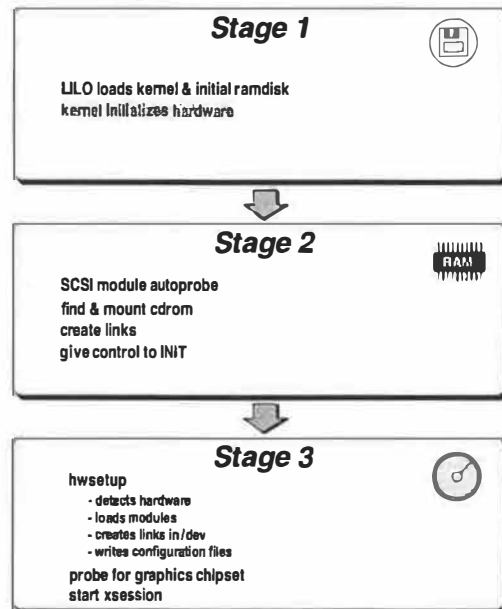 Stage 1
LILO loads kernel & initial ramdisk
kernel initializes hardware
Stage 2
RAM
SCSI module autoprobe
find & mount cdrom
create links
give control to INIT
Stage 3
hwsetup
- detects hardware
- loads modules
- creates links in /dev
- writes configuration files
probe for graphics chipset
start xsession